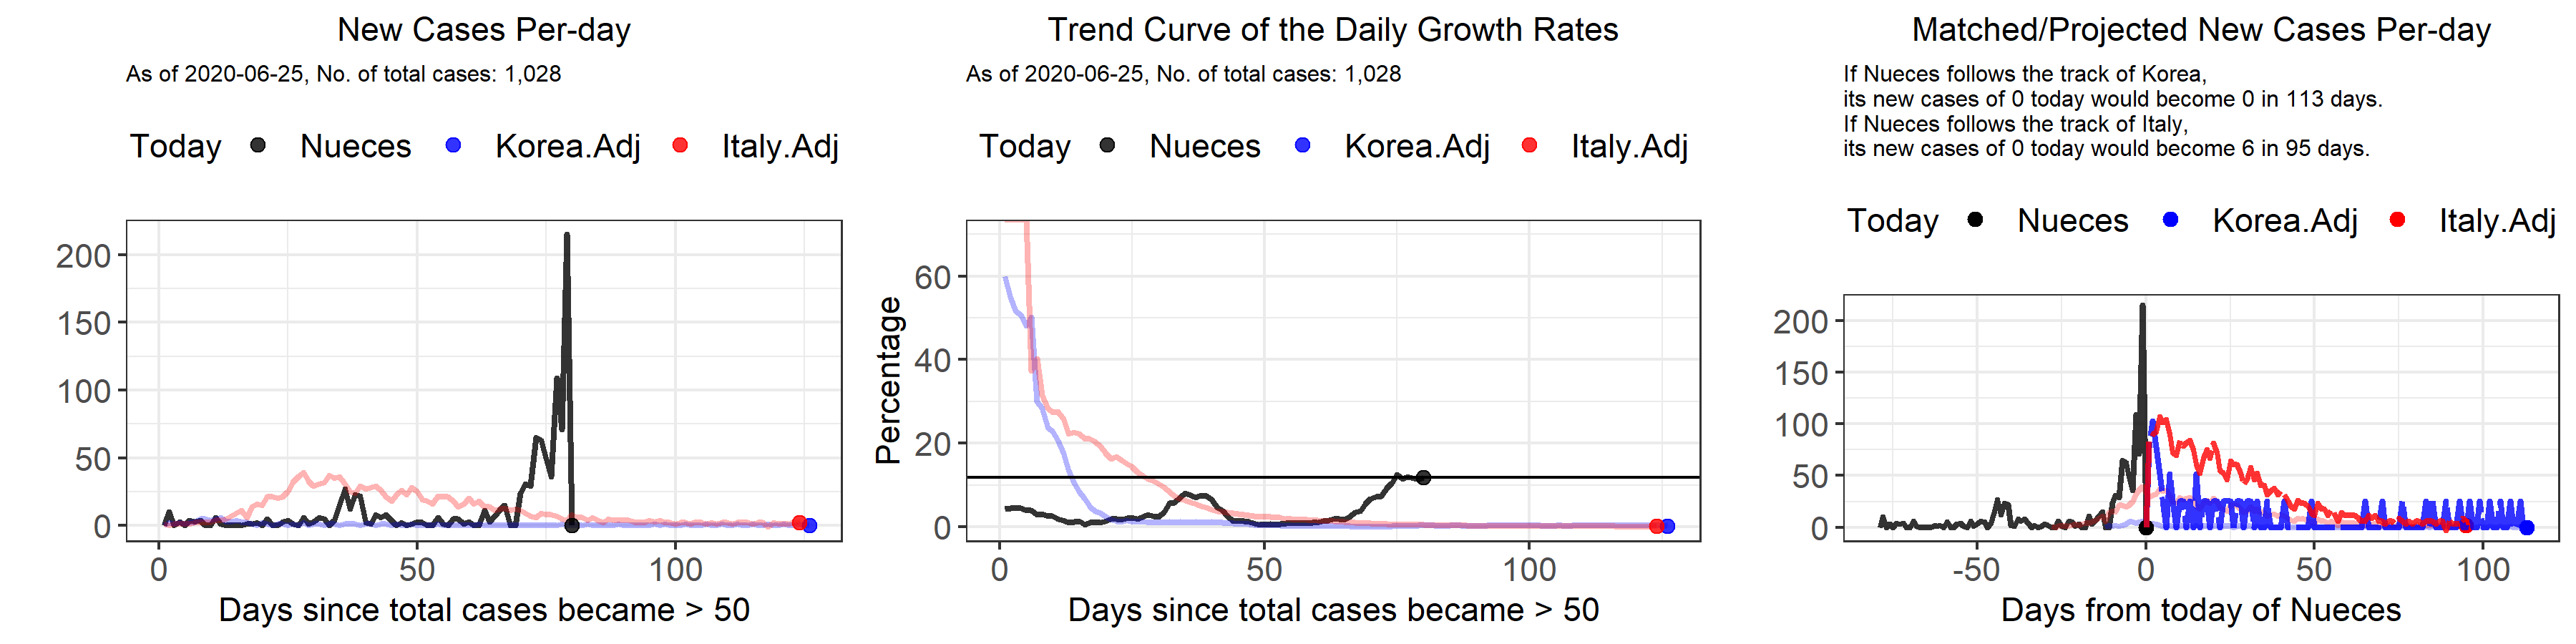 New Cases Per-day
As of 2020-06-25, No. of total cases: 1,028
Today Nueces Korea.Adj Italy.Adj
200
150
100
50
0
0 50 100
Days since total cases became > 50
Trend Curve of the Daily Growth Rates
As of 2020-06-25, No. of total cases: 1,028
Today Nueces Korea.Adj Italy.Adj
Percentage
60
40
20
0
0 50 100
Days since total cases became > 50
Matched/Projected New Cases Per-day
If Nueces follows the track of Korea,
its new cases of 0 today would become 0 in 113 days.
If Nueces follows the track of Italy,
its new cases of 0 today would become 6 in 95 days.
Today Nueces Korea.Adj Italy.Adj
200
150
100
50
0
-50 0 50 100
Days from today of Nueces